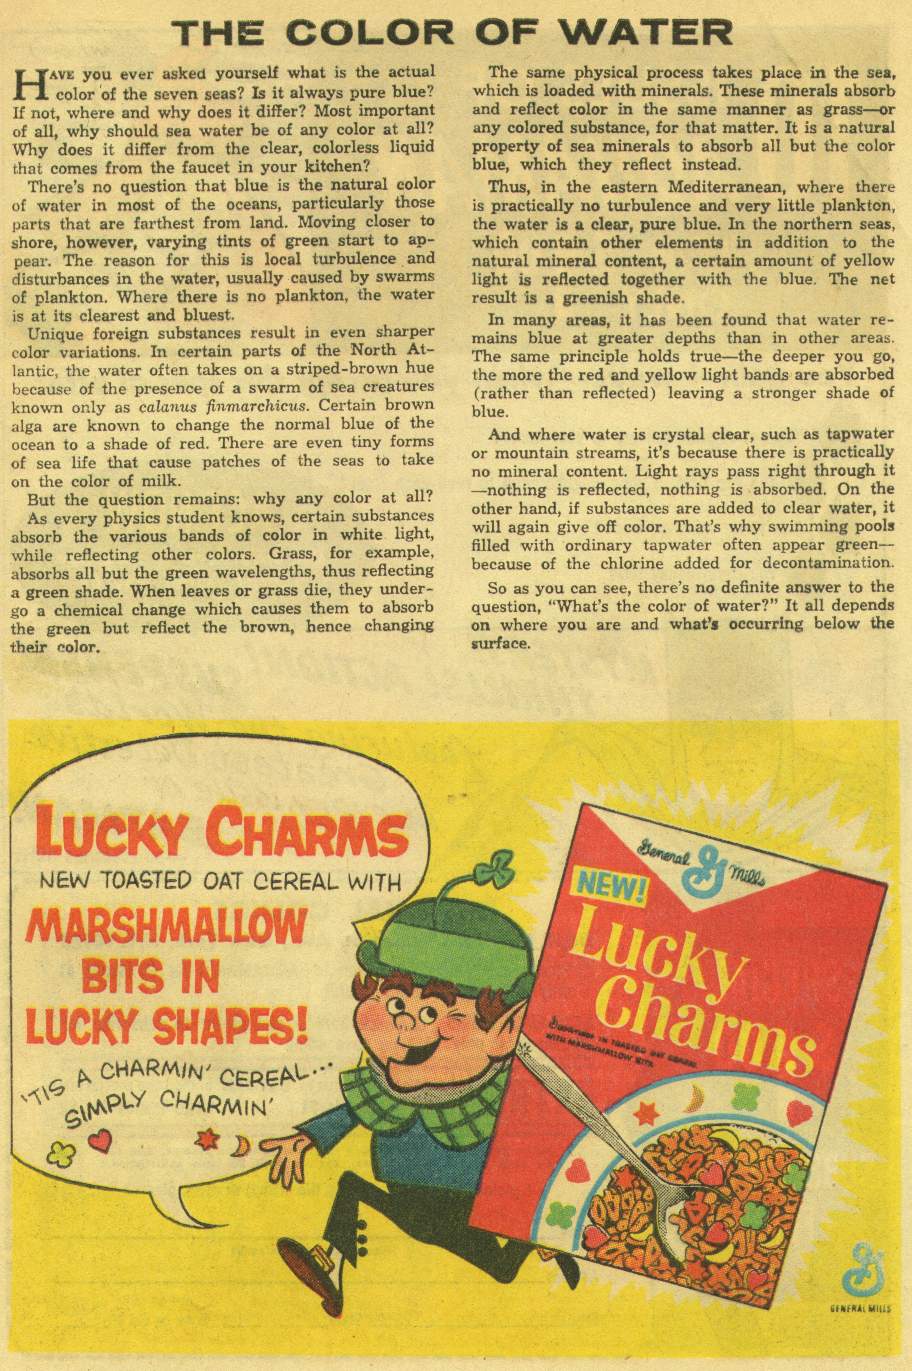 THE COLOR OF WATER
HAVE you ever asked yourself what is the actual
color of the seven seas? Is it always pure blue?
If not, where and why does it differ? Most important
of all, why should sea water be of any color at all?
Why does it differ from the clear, colorless liquid
that comes from the faucet in your kitchen?
There's no question that blue is the natural color
of water in most of the oceans, particularly those
parts that are farthest from land. Moving closer to
shore, however, varying tints of green start to ap-
pear. The reason for this is local turbulence and
disturbances in the water, usually caused by swarms
of plankton. Where there is no plankton, the water
is at its clearest and bluest.
Unique foreign substances result in even sharper
color variations. In certain parts of the North At-
lantic, the water often takes on a striped-brown hue
because of the presence of a swarm of sea creatures
known only as calanus finmarchicus. Certain brown
alga are known to change the normal blue of the
ocean to a shade of red. There are even tiny forms
of sea life that cause patches of the seas to take
on the color of milk.
But the question remains: why any color at all?
As every physics student knows, certain substances
absorb the various bands of color in white light,
while reflecting other colors. Grass, for example,
absorbs all but the green wavelengths, thus reflecting
a green shade. When leaves or grass die, they under-
go a chemical change which causes them to absorb
the green but reflect the brown, hence changing
their color.
The same physical process takes place in the sea,
which is loaded with minerals. These minerals absorb
and reflect color in the same manner as grass—or
any colored substance, for that matter. It is a natural
property of sea minerals to absorb all but the color
blue, which they reflect instead.
Thus, in the eastern Mediterranean, where there
is practically no turbulence and very little plankton,
the water is a clear, pure blue. In the northern seas,
which contain other elements in addition to the
natural mineral content, a certain amount of yellow
light is reflected together with the blue. The net
result is a greenish shade.
In many areas, it has been found that water re-
mains blue at greater depths than in other areas.
The same principle holds true—the deeper you go,
the more the red and yellow light bands are absorbed
(rather than reflected) leaving a stronger shade of
blue.
And where water is crystal clear, such as tapwater
or mountain streams, it's because there is practically
no mineral content. Light rays pass right through it
—nothing is reflected, nothing is absorbed. On the
other hand, if substances are added to clear water, it
will again give off color. That's why swimming pools
filled with ordinary tapwater often appear green—
because of the chlorine added for decontamination.
So as you can see, there's no definite answer to the
question, “What's the color of water?” It all depends
on where you are and what's occurring below the
surface.
LUCKY CHARMS
NEW TOASTED OAT CEREAL WITH
MARSHMALLOW
BITS IN
LUCKY SHAPES!
'TIS A CHARMIN' CEREAL...
SIMPLY CHARMIN'
General G Mills
NEW!
Lucky
Charms
IN TOASTED OAT CEREAL
WITH MARSHMALLOW BITS
G
GENERAL MILLS